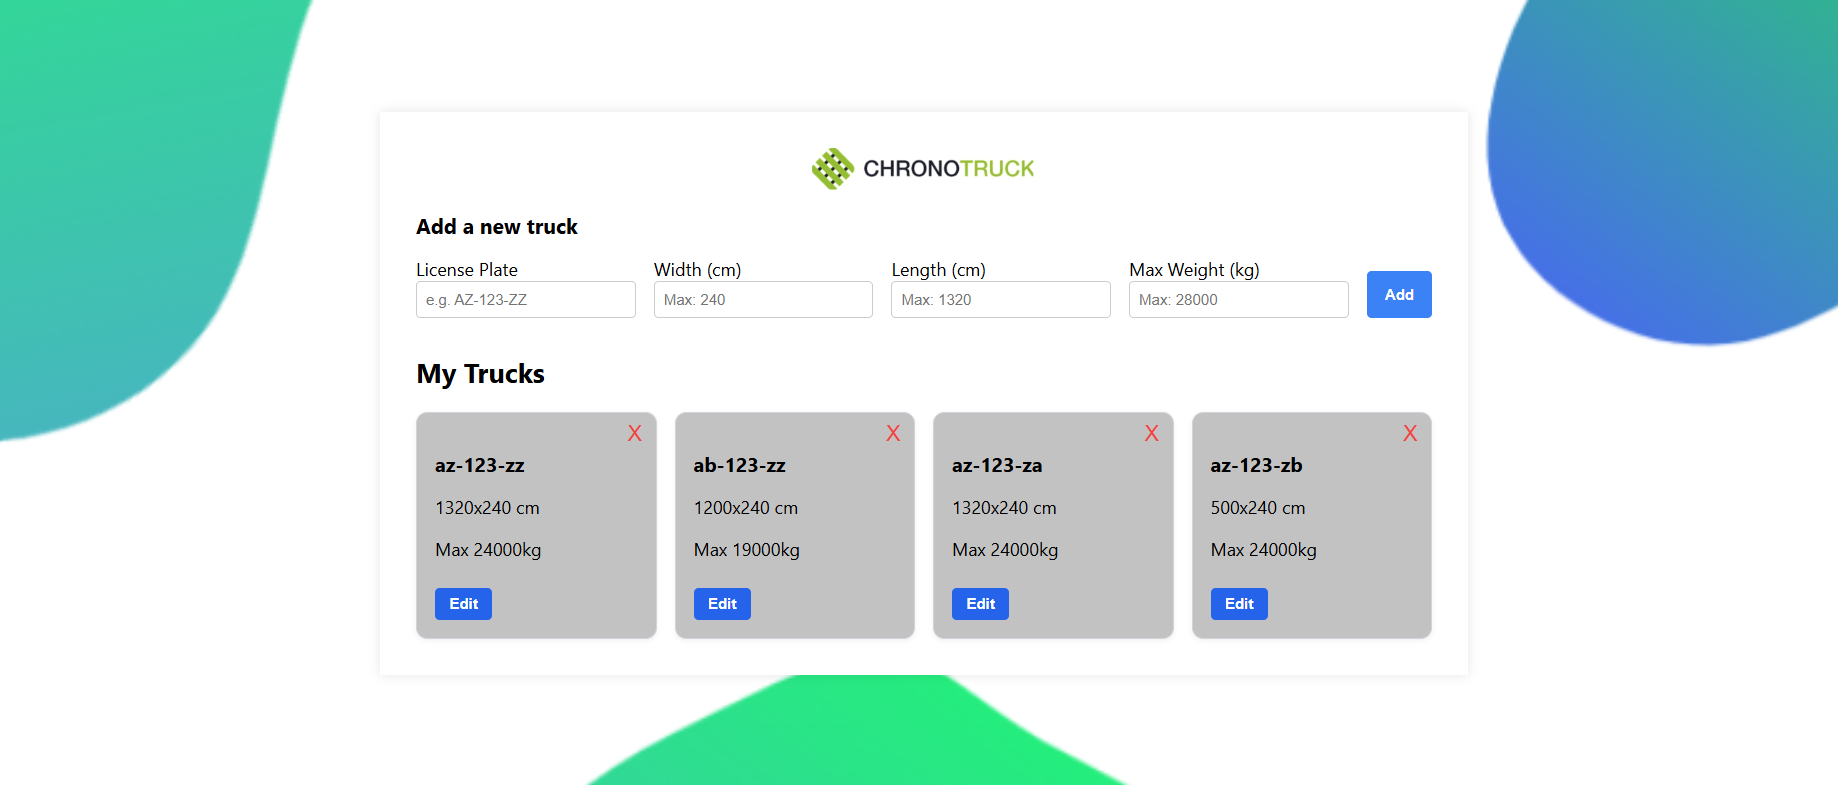 CHRONOTRUCK
Add a new truck
License Plate
e.g. AZ-123-ZZ
Width (cm)
Max: 240
Length (cm)
Max: 1320
Max Weight (kg)
Max: 28000
Add
My Trucks
X
az-123-zz
1320x240 cm
Max 24000kg
Edit
X
ab-123-zz
1200x240 cm
Max 19000kg
Edit
X
az-123-za
1320x240 cm
Max 24000kg
Edit
X
az-123-zb
500x240 cm
Max 24000kg
Edit